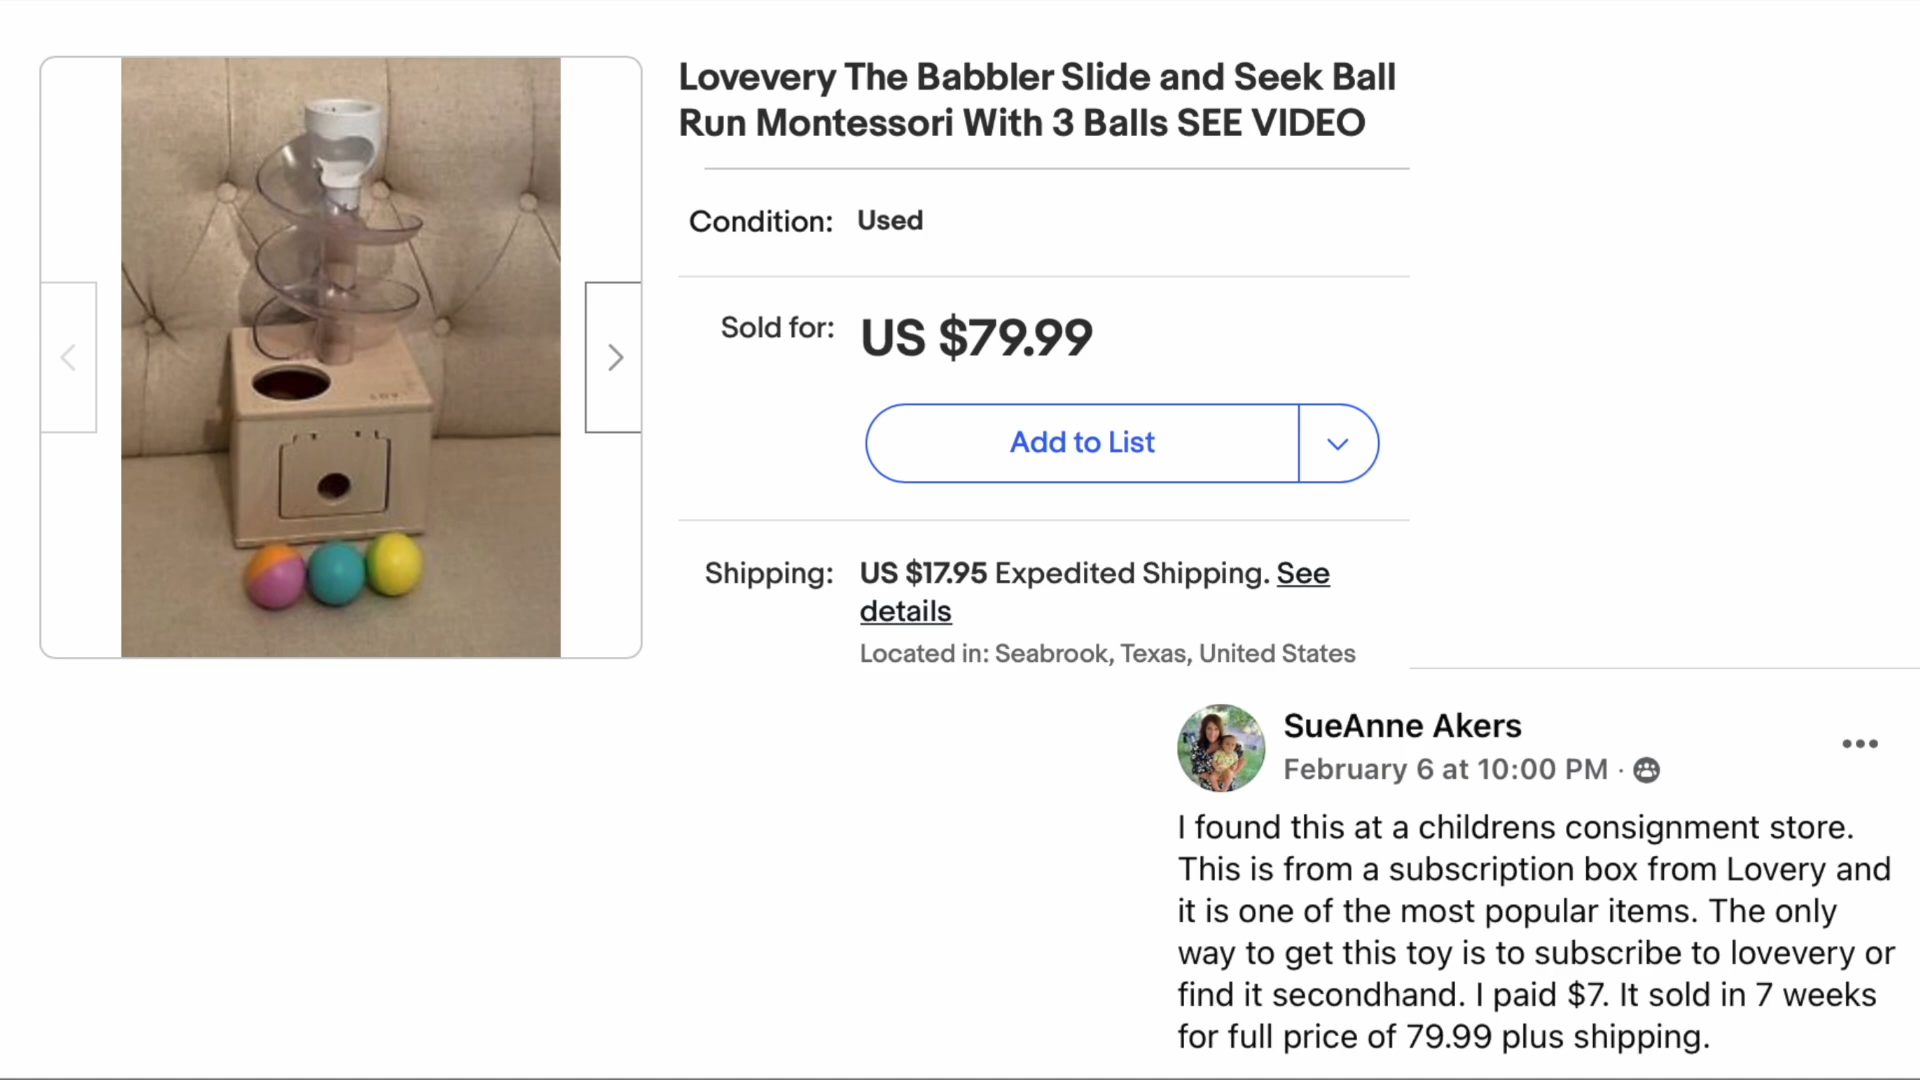 Lovevery The Babbler Slide and Seek Ball
Run Montessori With 3 Balls SEE VIDEO
Condition: Used
Sold for: US $79.99
Add to List
Shipping: US $17.95 Expedited Shipping. See
details
Located in: Seabrook, Texas, United States
SueAnne Akers
February 6 at 10:00 PM ·
I found this at a childrens consignment store.
This is from a subscription box from Lovery and
it is one of the most popular items. The only
way to get this toy is to subscribe to lovevery or
find it secondhand. I paid $7. It sold in 7 weeks
for full price of 79.99 plus shipping.